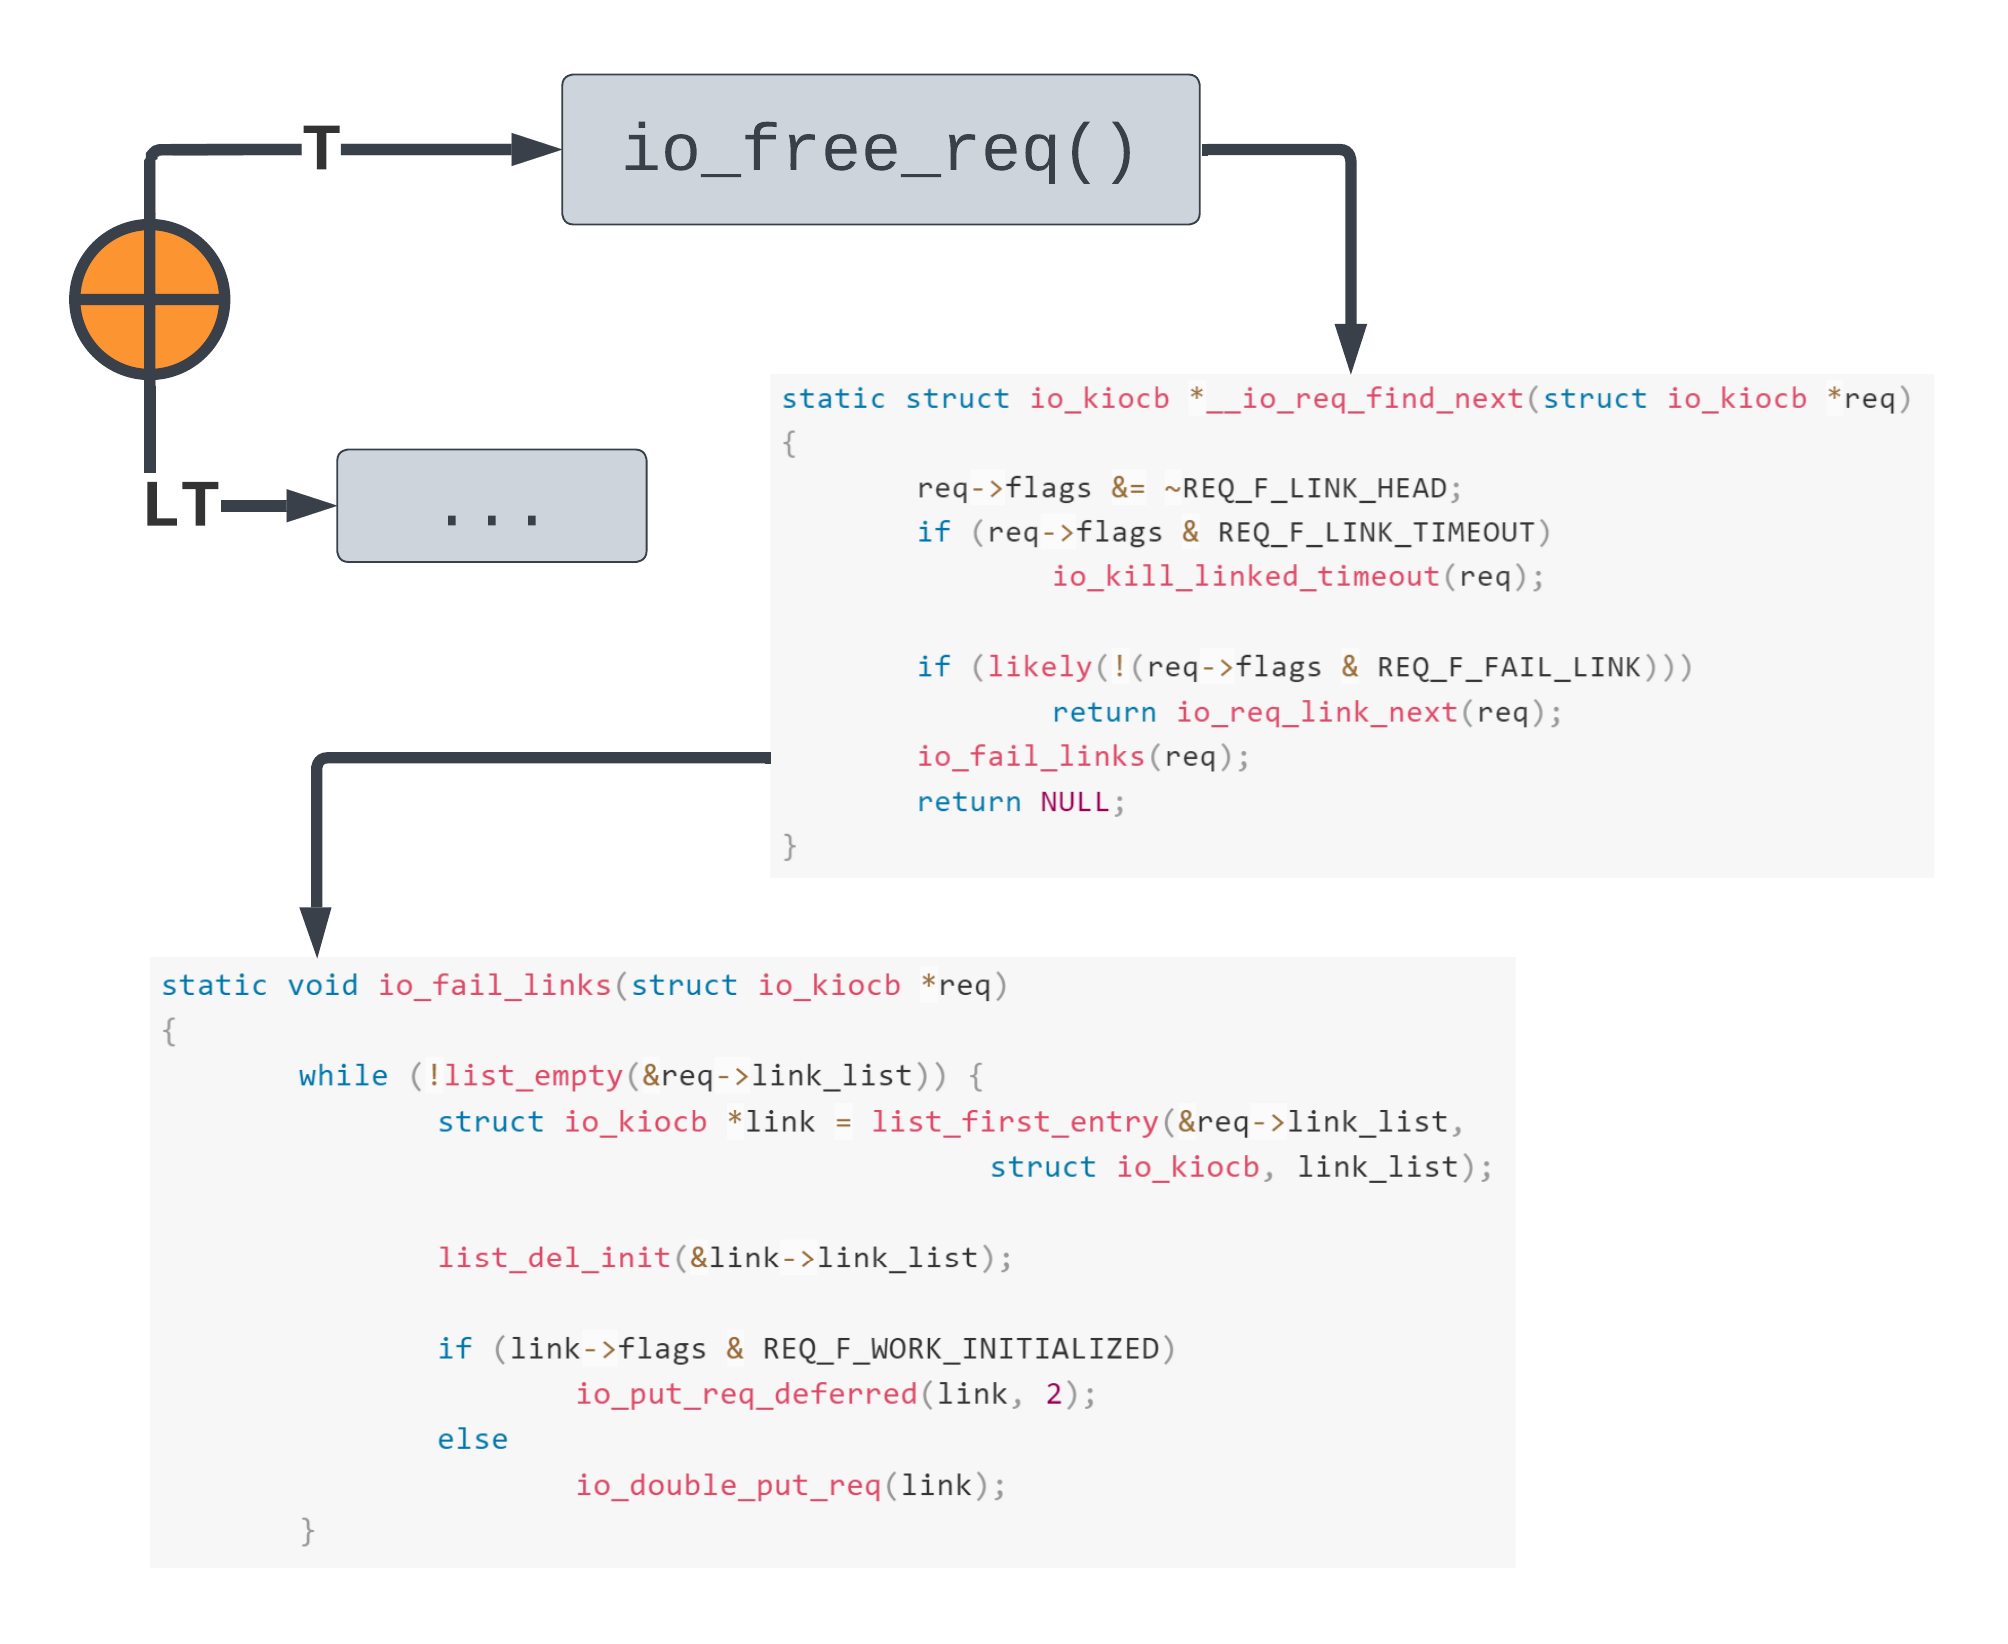 T
io_free_req()
LT
...
static struct io_kiocb *__io_req_find_next(struct io_kiocb *req)
{
req->flags &= ~REQ_F_LINK_HEAD;
if (req->flags & REQ_F_LINK_TIMEOUT)
io_kill_linked_timeout(req);
if (likely(!(req->flags & REQ_F_FAIL_LINK)))
return io_req_link_next(req);
io_fail_links(req);
return NULL;
}
static void io_fail_links(struct io_kiocb *req)
{
while (!list_empty(&req->link_list)) {
struct io_kiocb *link = list_first_entry(&req->link_list,
struct io_kiocb, link_list);
list_del_init(&link->link_list);
if (link->flags & REQ_F_WORK_INITIALIZED)
io_put_req_deferred(link, 2);
else
io_double_put_req(link);
}